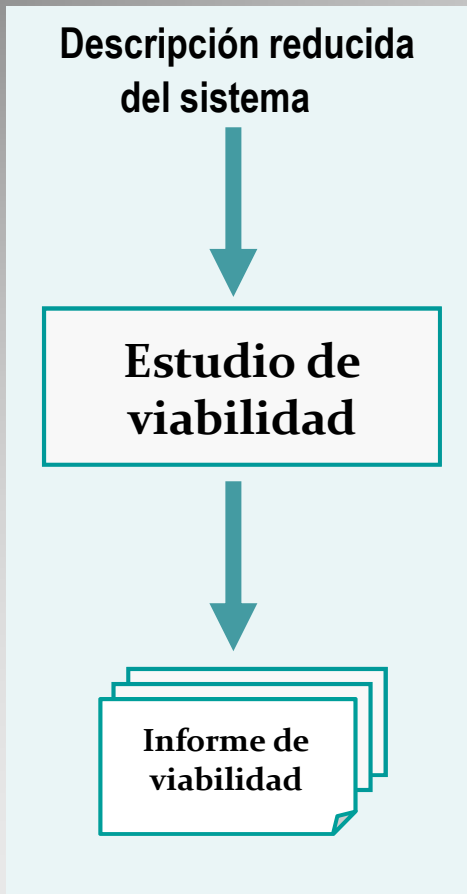 Descripción reducida
del sistema
Estudio de
viabilidad
Informe de
viabilidad